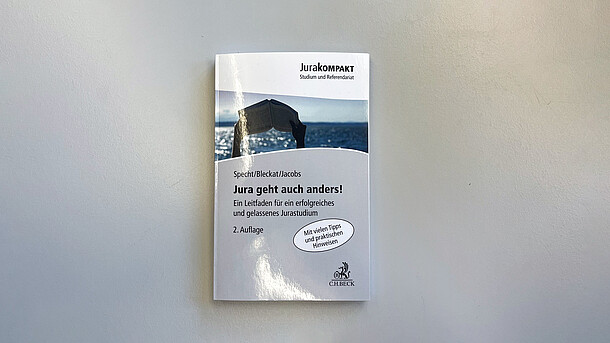 JuraKOMPAKT
Studium und Referendariat
Specht/Bleckat/Jacobs
Jura geht auch anders!
Ein Leitfaden für ein erfolgreiches
und gelassenes Jurastudium
2. Auflage
Mit vielen Tipps
und praktischen
Hinweisen
C.H.BECK